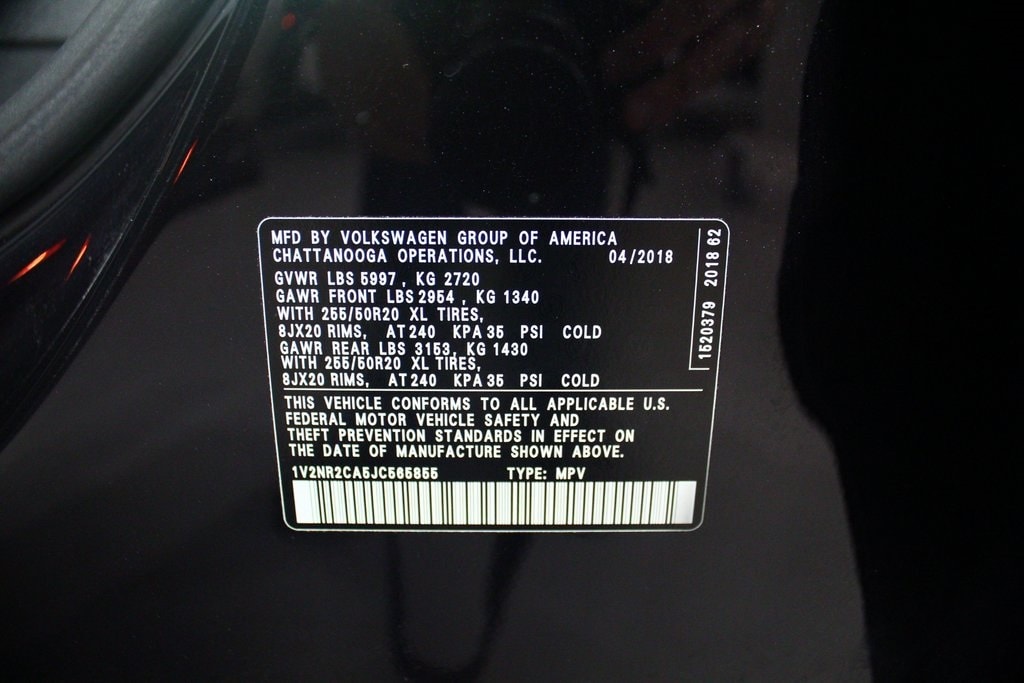 MFD BY VOLKSWAGEN GROUP OF AMERICA
CHATTANOOGA OPERATIONS, LLC. 04/2018
GVWR LBS 5997, KG 2720
GAWR FRONT LBS 2954, KG 1340
WITH 255/50R20 XL TIRES,
8JX20 RIMS, AT 240 KPA 35 PSI COLD
GAWR REAR LBS 3153, KG 1430
WITH 255/50R20 XL TIRES,
8JX20 RIMS, AT 240 KPA 35 PSI COLD
THIS VEHICLE CONFORMS TO ALL APPLICABLE U.S.
FEDERAL MOTOR VEHICLE SAFETY AND
THEFT PREVENTION STANDARDS IN EFFECT ON
THE DATE OF MANUFACTURE SHOWN ABOVE.
1V2NR2CA5JC565855 TYPE: MPV
1520379 2018 62